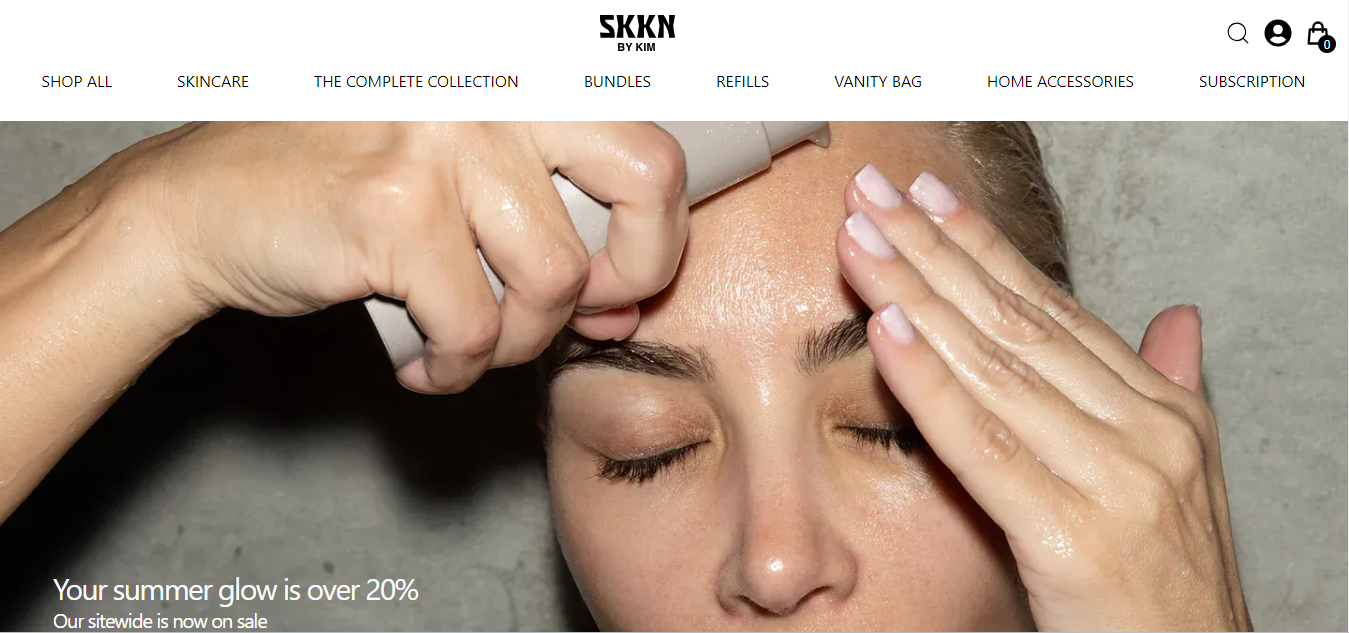 SKKN
BY KIM
0
SHOP ALL SKINCARE THE COMPLETE COLLECTION BUNDLES REFILLS VANITY BAG HOME ACCESSORIES SUBSCRIPTION
Your summer glow is over 20%
Our sitewide is now on sale